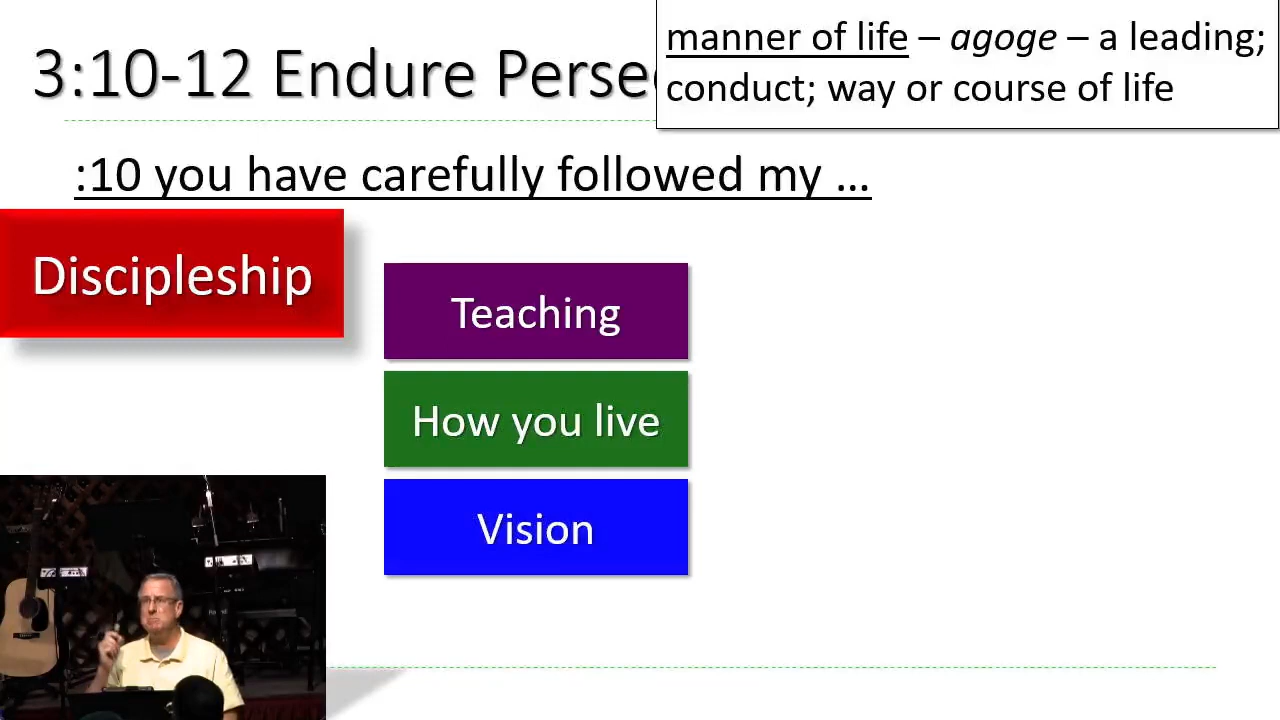 3:10-12 Endure Perse
manner of life – agoge – a leading;
conduct; way or course of life
:10 you have carefully followed my ...
Discipleship
Teaching
How you live
Vision